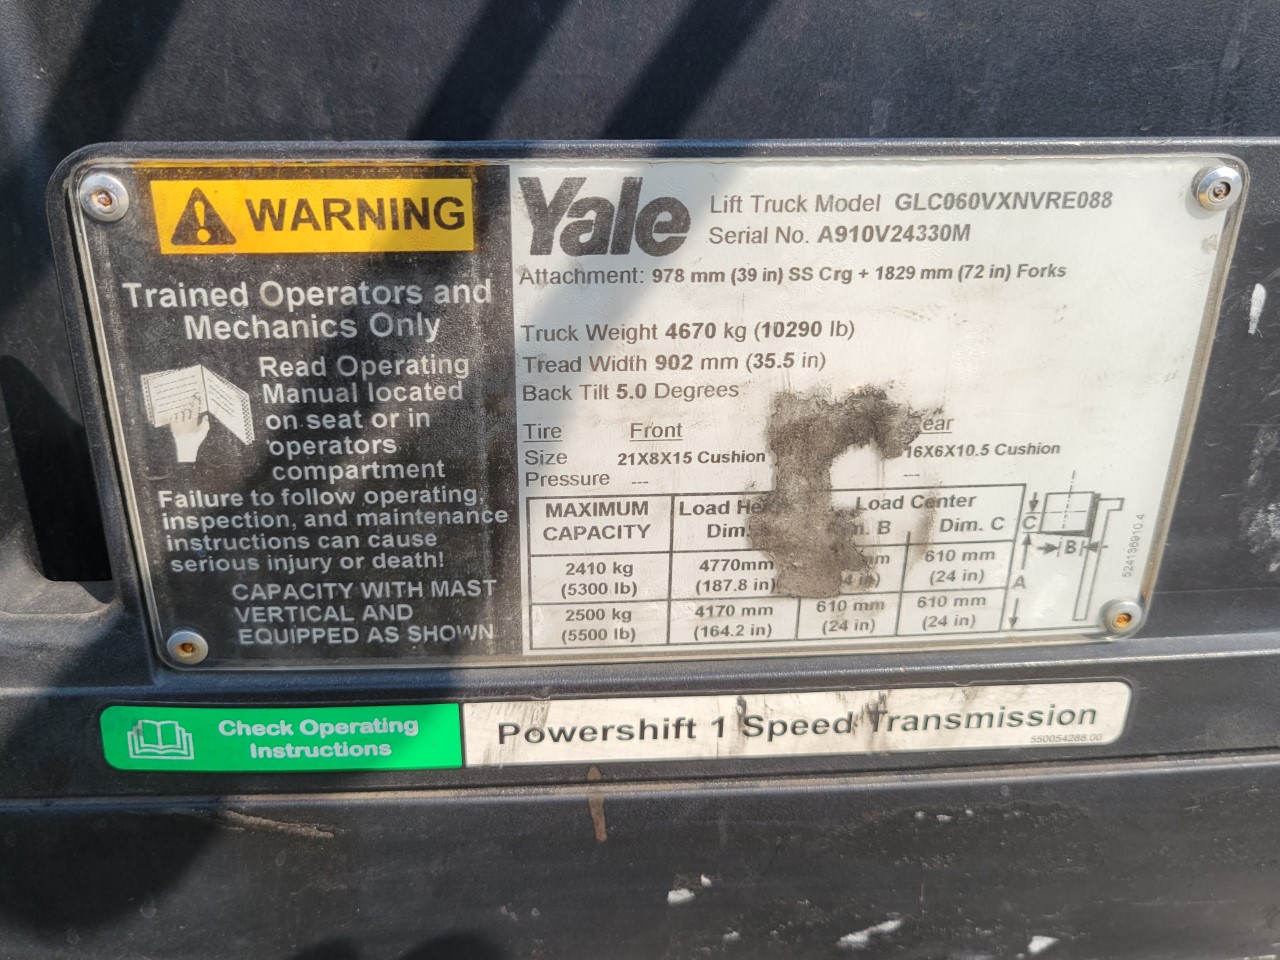 WARNING
Trained Operators and
Mechanics Only
Read Operating
Manual located
on seat or in
operators
compartment
Failure to follow operating,
inspection, and maintenance
instructions can cause
serious injury or death!
CAPACITY WITH MAST
VERTICAL AND
EQUIPPED AS SHOWN
Yale
Lift Truck Model GLC060VXNVRE088
Serial No. A910V24330M
Attachment: 978 mm (39 in) SS Crg + 1829 mm (72 in) Forks
Truck Weight 4670 kg (10290 lb)
Tread Width 902 mm (35.5 in)
Back Tilt 5.0 Degrees
Tire Front
Size 21X8X15 Cushion 16X6X10.5 Cushion
Pressure --- ---
MAXIMUM Load Center
CAPACITY B Dim. C
2410 kg 4770mm 610 mm
(5300 lb) (187.8 in) (24 in)
2500 kg 4170 mm 610 mm 610 mm
(5500 lb) (164.2 in) (24 in) (24 in)
C
B
A
524136910.4
Check Operating
Instructions
Powershift 1 Speed Transmission
550054288.00